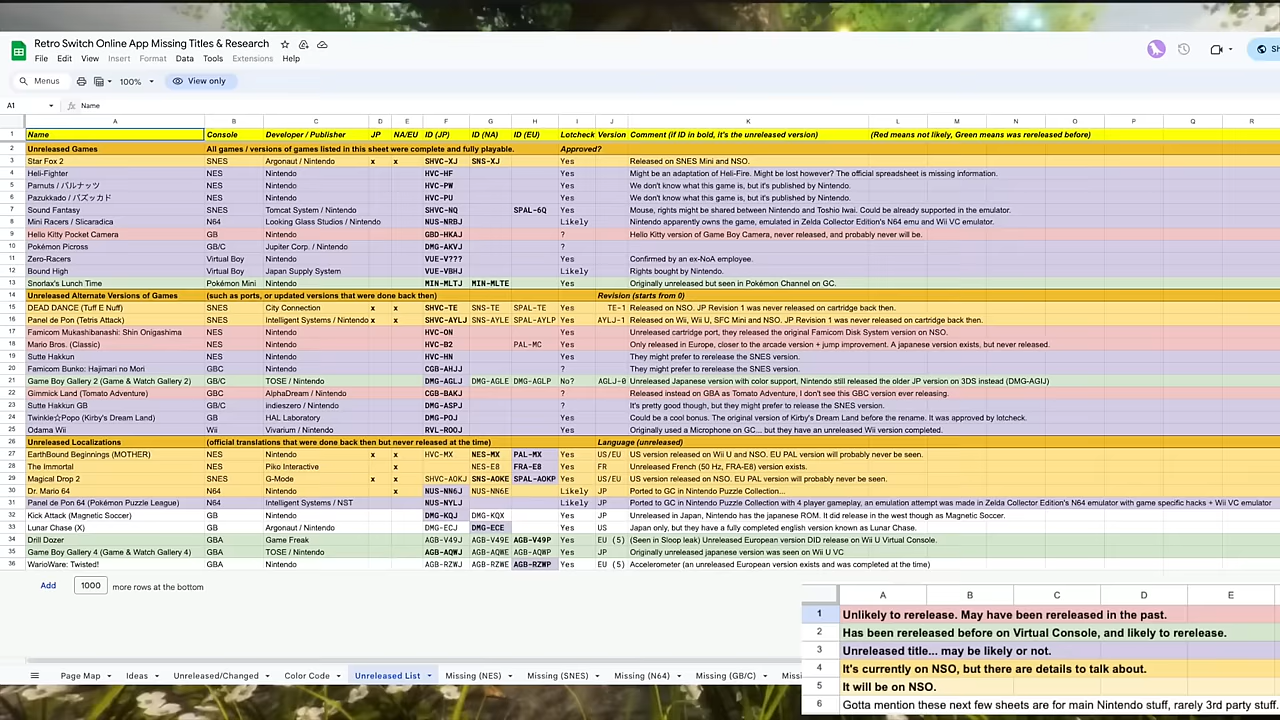 Retro Switch Online App Missing Titles & Research
File Edit View Insert Format Data Tools Extensions Help
Menus 100% View only
A1 fx Name
A B C D E F G H I J K L M N O P Q R
1 Name Console Developer / Publisher JP NA/EU ID (JP) ID (NA) ID (EU) Lotcheck Version Comment (if ID in bold, it's the unreleased version) (Red means not likely, Green means was rereleased before)
2 Unreleased Games All games / versions of games listed in this sheet were complete and fully playable. Approved?
3 Star Fox 2 SNES Argonaut / Nintendo x x SHVC-XJ SNS-XJ Yes Released on SNES Mini and NSO.
4 Heli-Fighter NES Nintendo HVC-HF Yes Might be an adaptation of Heli-Fire. Might be lost however? The official spreadsheet is missing information.
5 Parnuts / パルナッツ NES Nintendo HVC-PW Yes We don't know what this game is, but it's published by Nintendo.
6 Pazukkado / パズッカド NES Nintendo HVC-PU Yes We don't know what this game is, but it's published by Nintendo.
7 Sound Fantasy SNES Tomcat System / Nintendo SHVC-NQ SPAL-6Q Yes Mouse, rights might be shared between Nintendo and Toshio Iwai. Could be already supported in the emulator.
8 Mini Racers / Slicaradica N64 Looking Glass Studios / Nintendo NUS-NRBJ Likely Nintendo apparently owns the game, emulated in Zelda Collector Edition's N64 emu and Wii VC emulator.
9 Hello Kitty Pocket Camera GB Nintendo GBD-HKAJ ? Hello Kitty version of Game Boy Camera, never released, and probably never will be.
10 Pokémon Picross GB/C Jupiter Corp. / Nintendo DMG-AKVJ ?
11 Zero-Racers Virtual Boy Nintendo VUE-V??? Yes Confirmed by an ex-NoA employee.
12 Bound High Virtual Boy Japan Supply System VUE-VBHJ Likely Rights bought by Nintendo.
13 Snorlax's Lunch Time Pokémon Mini Nintendo MIN-MLTJ MIN-MLTE Yes Originally unreleased but seen in Pokémon Channel on GC.
14 Unreleased Alternate Versions of Games (such as ports, or updated versions that were done back then) Revision (starts from 0)
15 DEAD DANCE (Tuff E Nuff) SNES City Connection x x SHVC-TE SNS-TE SPAL-TE Yes TE-1 Released on NSO. JP Revision 1 was never released on cartridge back then.
16 Panel de Pon (Tetris Attack) SNES Intelligent Systems / Nintendo x x SHVC-AYLJ SNS-AYLE SPAL-AYLP Yes AYLJ-1 Released on Wii, Wii U, SFC Mini and NSO. JP Revision 1 was never released on cartridge back then.
17 Famicom Mukashibanashi: Shin Onigashima NES Nintendo HVC-ON Yes Unreleased cartridge port, they released the original Famicom Disk System version on NSO.
18 Mario Bros. (Classic) NES Nintendo HVC-B2 PAL-MC Yes Only released in Europe, closer to the arcade version + jump improvement. A japanese version exists, but never released.
19 Sutte Hakkun NES Nintendo HVC-HN Yes They might prefer to rerelease the SNES version.
20 Famicom Bunko: Hajimari no Mori GBC Nintendo CGB-AHJJ ? They might prefer to rerelease the SNES version.
21 Game Boy Gallery 2 (Game & Watch Gallery 2) GB/C TOSE / Nintendo DMG-AGLJ DMG-AGLE DMG-AGLP No? AGLJ-0 Unreleased Japanese version with color support, Nintendo still released the older JP version on 3DS instead (DMG-AGIJ)
22 Gimmick Land (Tomato Adventure) GBC AlphaDream / Nintendo CGB-BAKJ Yes Released instead on GBA as Tomato Adventure, I don't see this GBC version ever releasing.
23 Sutte Hakkun GB GB/C indieszero / Nintendo DMG-ASPJ Yes It's pretty good though, but they might prefer to rerelease the SNES version.
24 Twinkle☆Popo (Kirby's Dream Land) GB HAL Laboratory DMG-POJ Yes Could be a cool bonus. The original version of Kirby's Dream Land before the rename. It was approved by lotcheck.
25 Odama Wii Wii Vivarium / Nintendo RVL-ROOJ Yes Original used a Microphone on GC... but they have an unreleased Wii version completed.
26 Unreleased Localizations (official translations that were done back then but never released at the time) Language (unreleased)
27 EarthBound Beginnings (MOTHER) NES Nintendo x x HVC-MX NES-MX PAL-MX Yes US/EU US version released on Wii U and NSO. EU PAL version will probably never be seen.
28 The Immortal NES Piko Interactive x NES-E8 FRA-E8 Yes FR Unreleased French (50 Hz, FRA-E8) version exists.
29 Magical Drop 2 SNES G-Mode x x SHVC-AOKJ SNS-AOKE SPAL-AOKP Yes US/EU US version released on NSO. EU PAL version will probably never be seen.
30 Dr. Mario 64 N64 Nintendo x NUS-NN6J NUS-NN6E Likely JP Ported to GC in Nintendo Puzzle Collection...
31 Panel de Pon 64 (Pokémon Puzzle League) N64 Intelligent Systems / NST NUS-NYLJ Likely JP Ported to GC in Nintendo Puzzle Collection with 4 player gameplay, an emulation attempt was made in Zelda Collector Edition's N64 emulator with game specific hacks + Wii VC emulator
32 Kick Attack (Magnetic Soccer) GB Nintendo DMG-KQJ DMG-KQX Yes JP Unreleased in Japan, Nintendo has the japanese ROM. It did release in the west though as Magnetic Soccer.
33 Lunar Chase (X) GB Argonaut / Nintendo DMG-ECJ DMG-ECE Yes US Japan only, but they have a fully completed english version known as Lunar Chase.
34 Drill Dozer GBA Game Freak AGB-V49J AGB-V49E AGB-V49P Yes EU (5) (Seen in Sloop leak) Unreleased European version DID release on Wii U Virtual Console.
35 Game Boy Gallery 4 (Game & Watch Gallery 4) GBA TOSE / Nintendo AGB-AQWJ AGB-AQWE AGB-AQWP Yes JP Originally unreleased japanese version was seen on Wii U VC
36 WarioWare: Twisted! GBA Nintendo AGB-RZWJ AGB-RZWE AGB-RZWP Yes EU (5) Accelerometer (an unreleased European version exists and was completed at the time)
Add 1000 more rows at the bottom
A B C D E
1 Unlikely to rerelease. May have been rereleased in the past.
2 Has been rereleased before on Virtual Console, and likely to rerelease.
3 Unreleased title... may be likely or not.
4 It's currently on NSO, but there are details to talk about.
5 It will be on NSO.
6 Gotta mention these next few sheets are for main Nintendo stuff, rarely 3rd party stuff.
Page Map Ideas Unreleased/Changed Color Code Unreleased List Missing (NES) Missing (SNES) Missing (N64) Missing (GB/C)